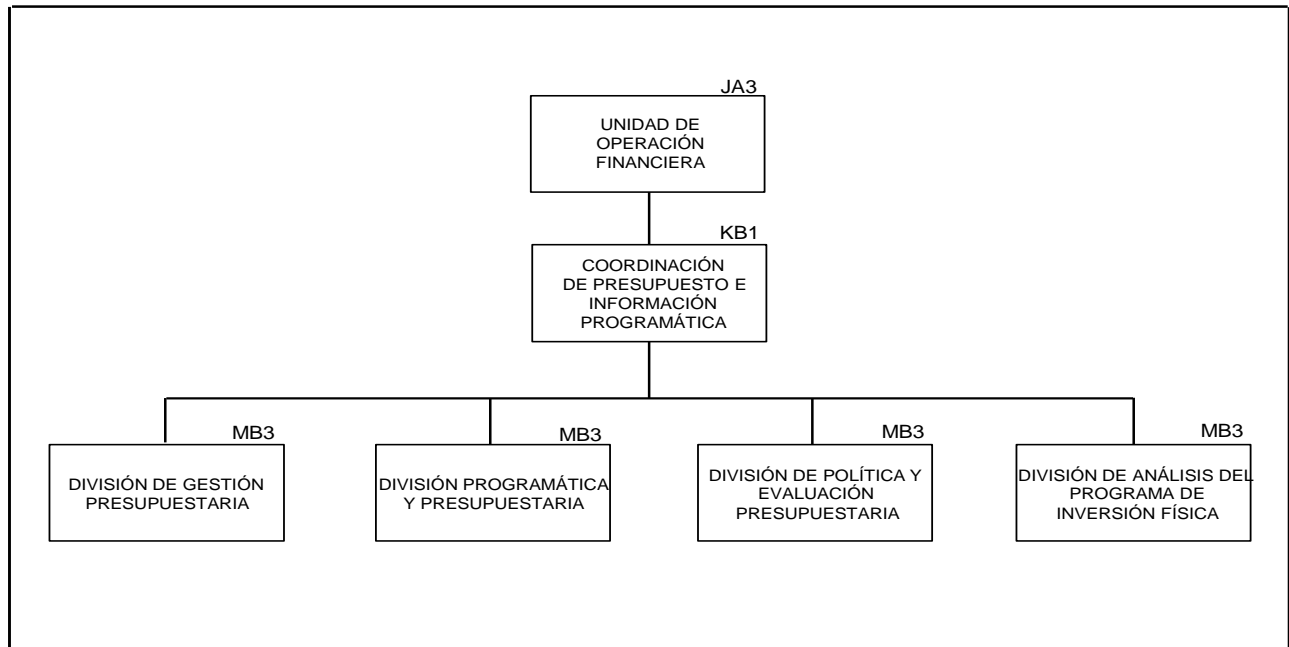 JA3
UNIDAD DE
OPERACIÓN
FINANCIERA
KB1
COORDINACIÓN
DE PRESUPUESTO E
INFORMACIÓN
PROGRAMÁTICA
MB3
DIVISIÓN DE GESTIÓN
PRESUPUESTARIA
MB3
DIVISIÓN PROGRAMÁTICA
Y PRESUPUESTARIA
MB3
DIVISIÓN DE POLÍTICA Y
EVALUACIÓN
PRESUPUESTARIA
MB3
DIVISIÓN DE ANÁLISIS DEL
PROGRAMA DE
INVERSIÓN FÍSICA